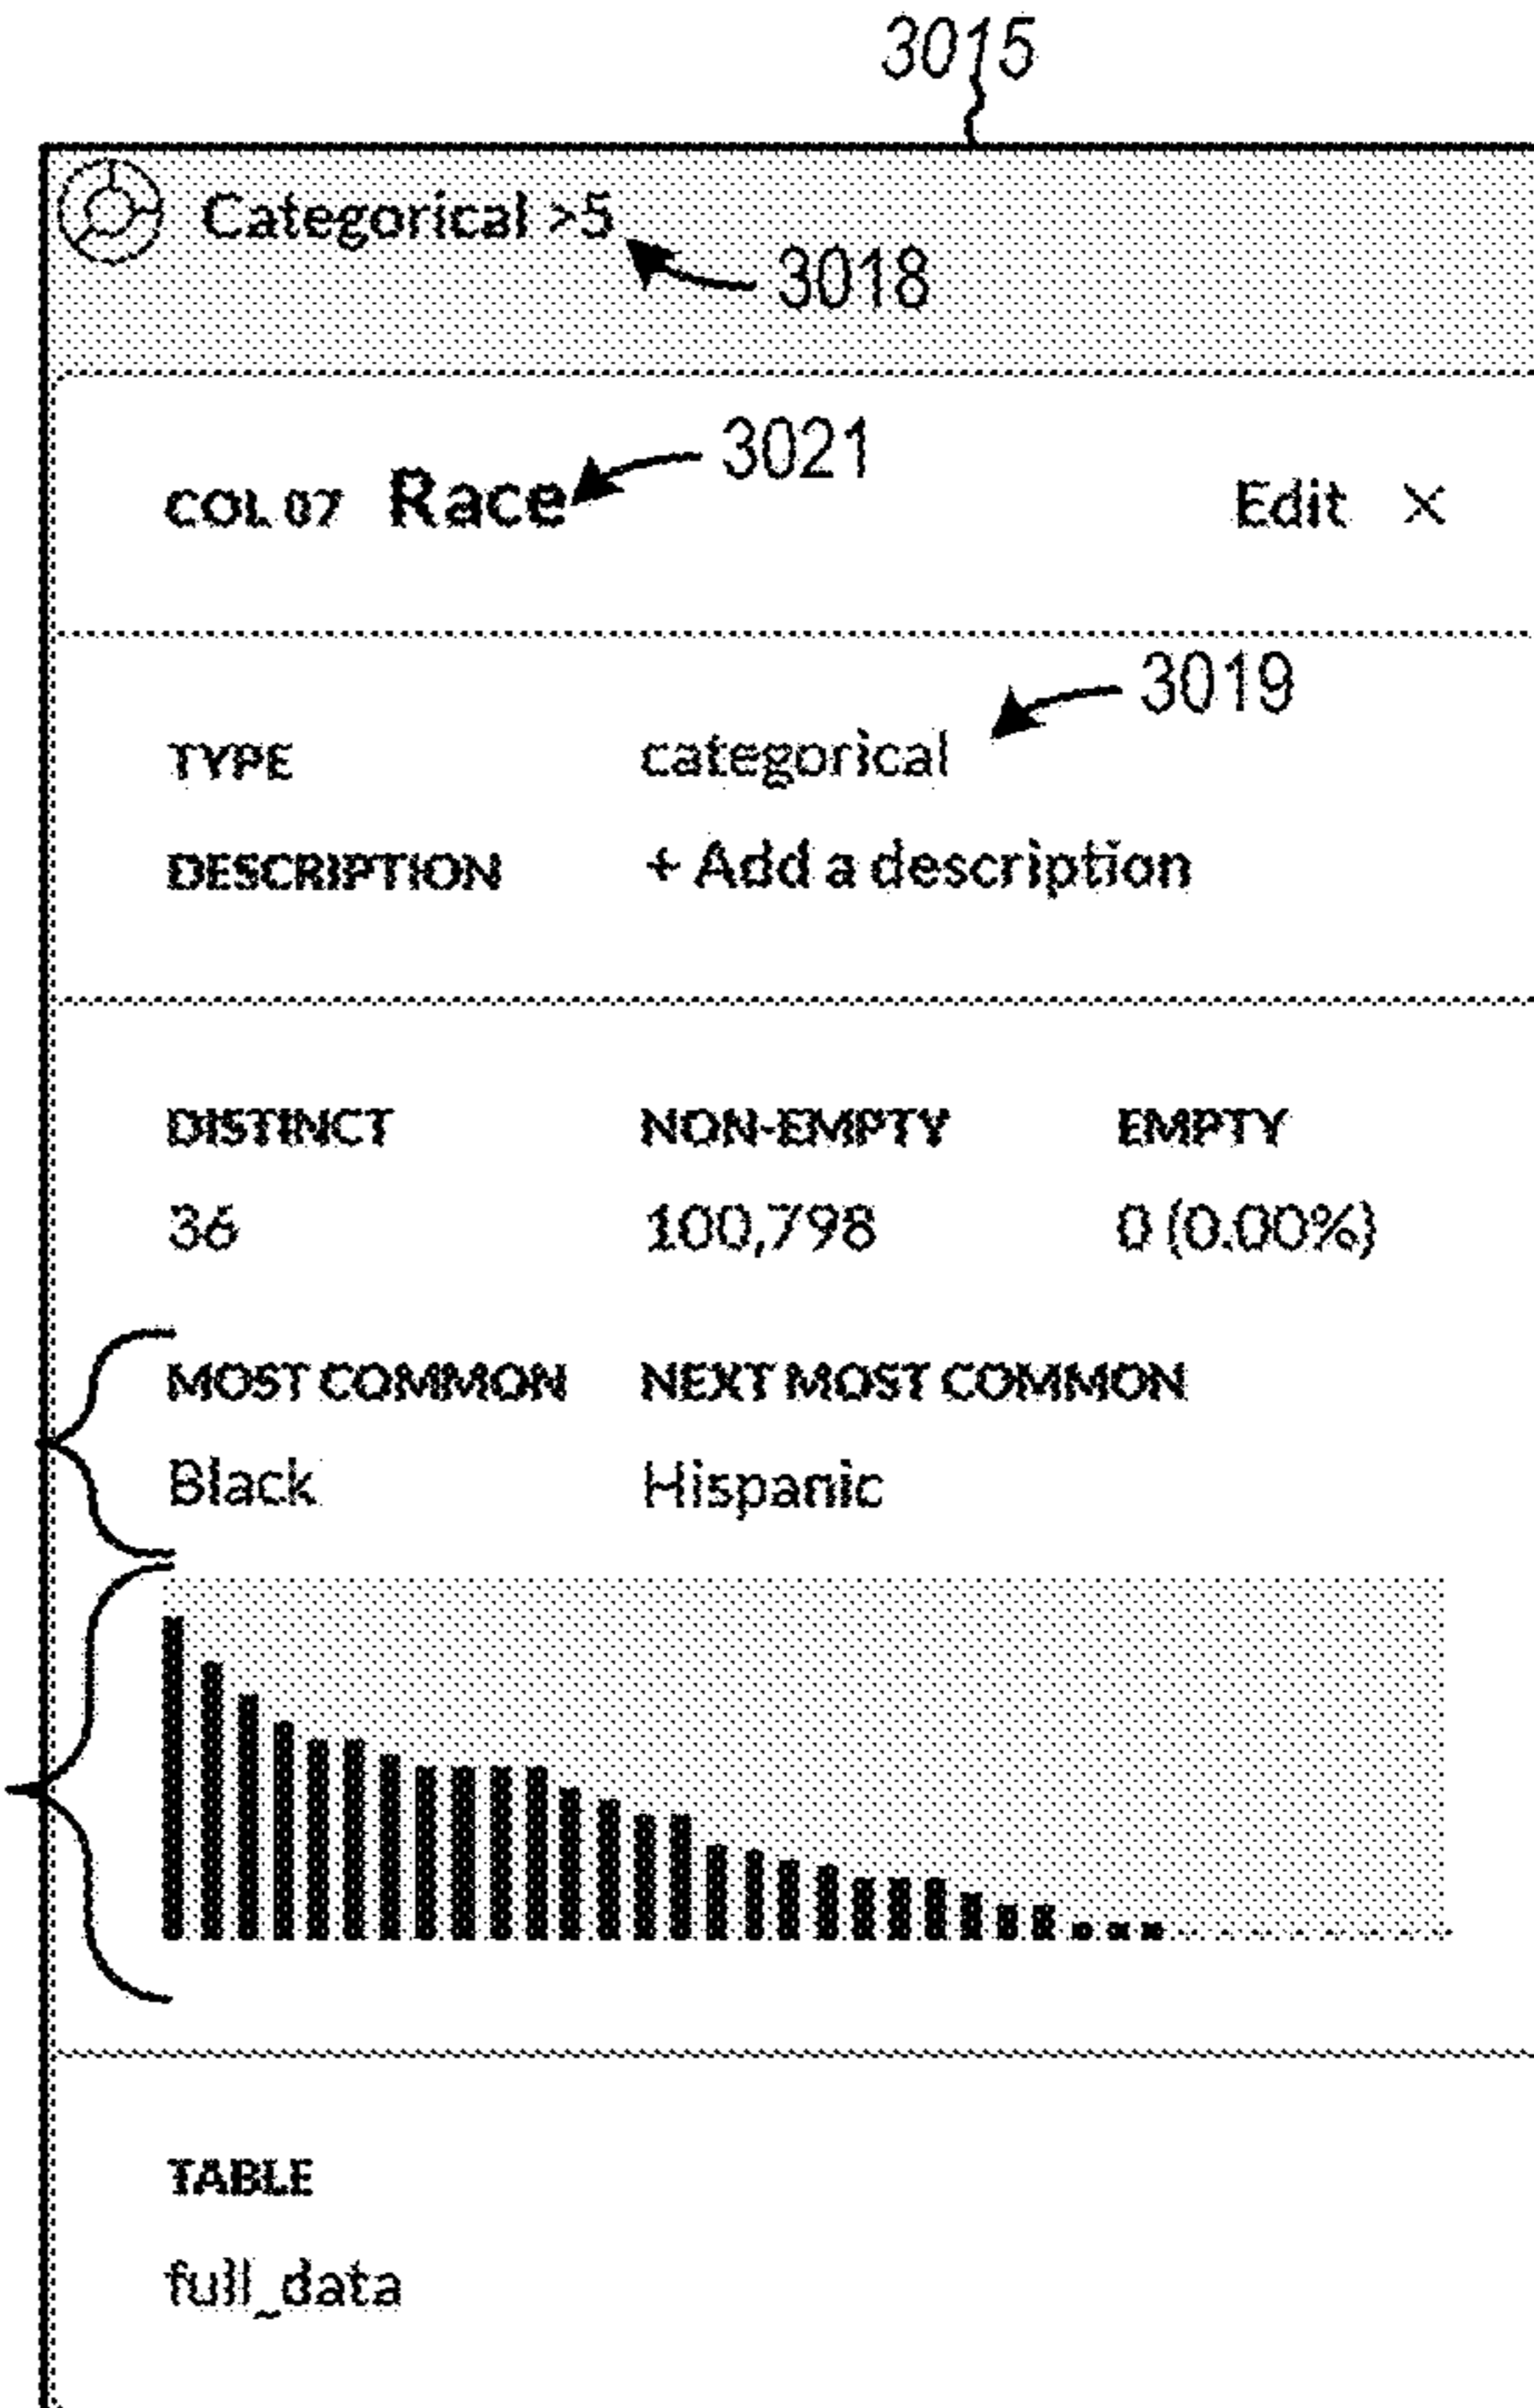 3015
Categorical >5
3018
3021
COL 07 Race Edit ×
3019
TYPE categorical
DESCRIPTION + Add a description
DISTINCT NON-EMPTY EMPTY
36 100,798 0 (0.00%)
MOST COMMON NEXT MOST COMMON
Black Hispanic
TABLE
full_data